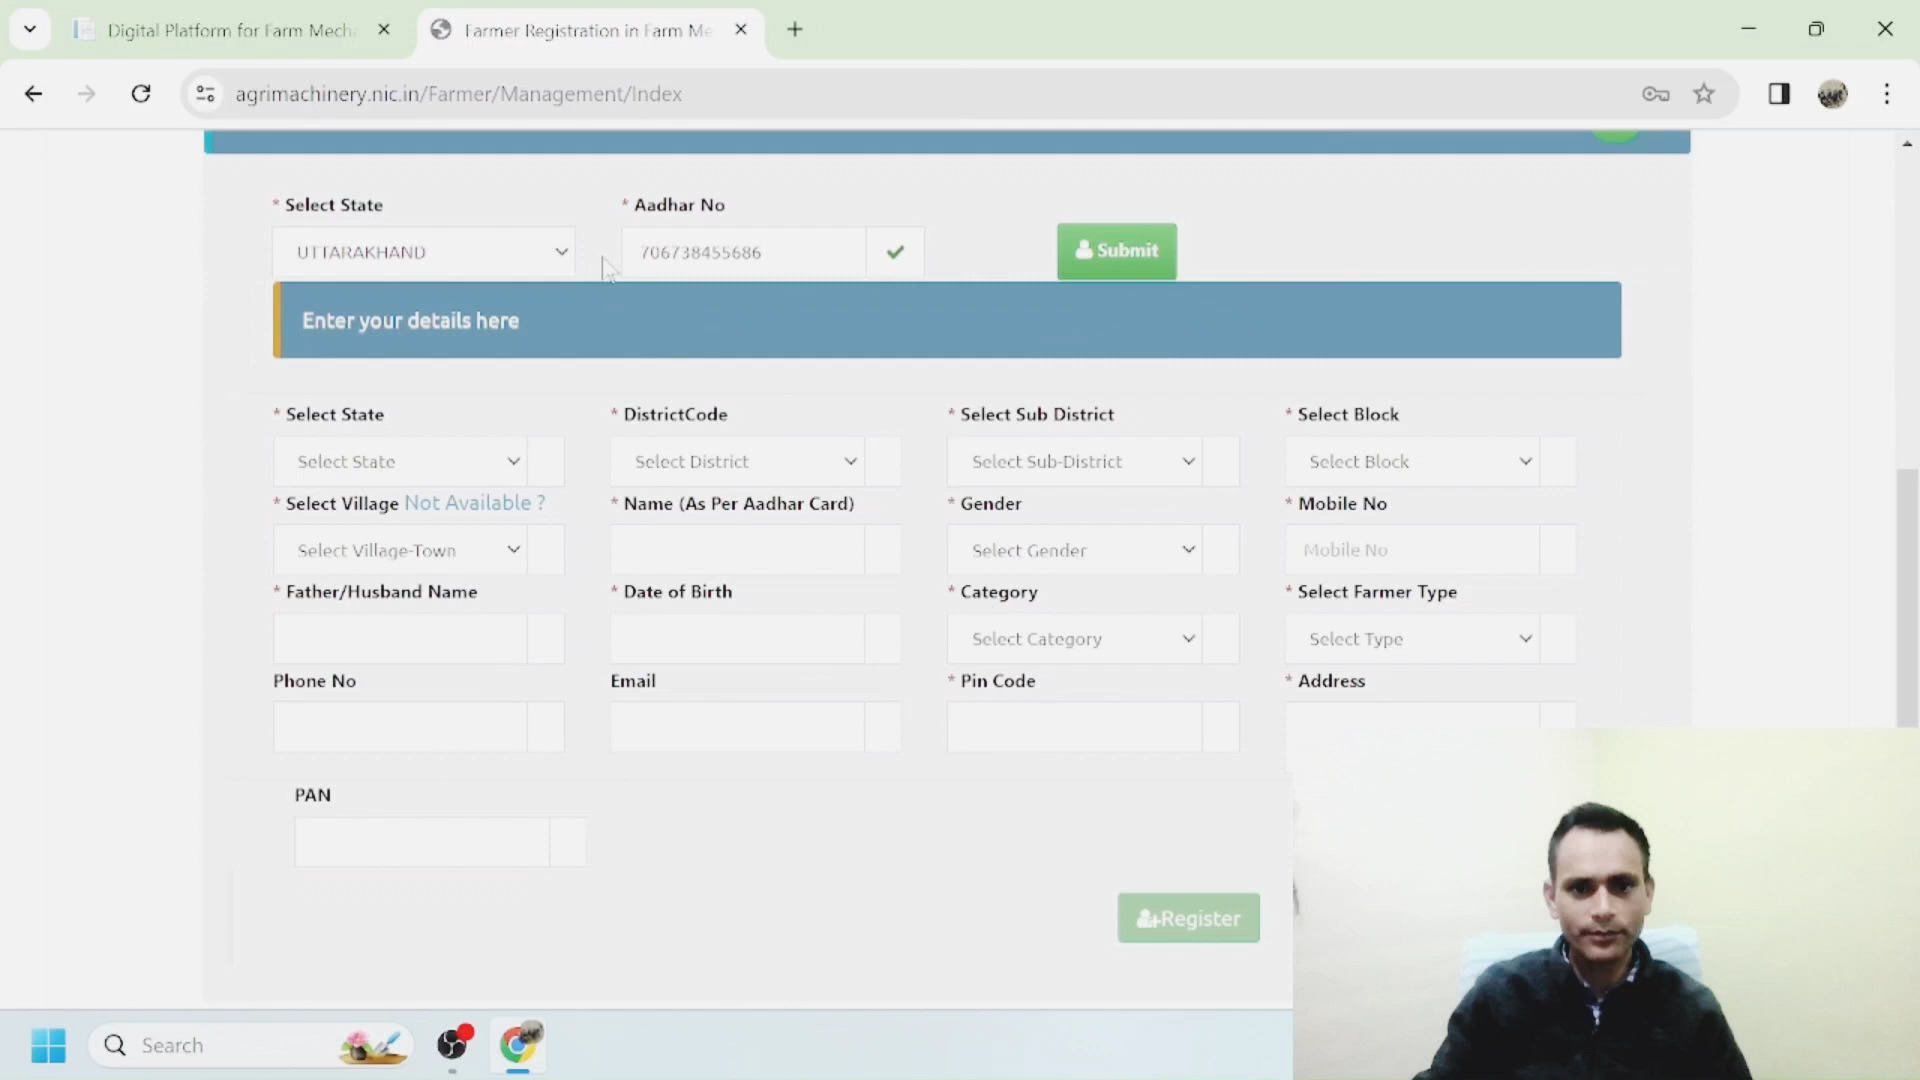 Digital Platform for Farm Mecha
Farmer Registration in Farm Me
agrimachinery.nic.in/Farmer/Management/Index
* Select State
* Aadhar No
UTTARAKHAND
706738455686
Submit
Enter your details here
* Select State
* DistrictCode
* Select Sub District
* Select Block
Select State
Select District
Select Sub-District
Select Block
* Select Village Not Available ?
* Name (As Per Aadhar Card)
* Gender
* Mobile No
Select Village-Town
Select Gender
Mobile No
* Father/Husband Name
* Date of Birth
* Category
* Select Farmer Type
Select Category
Select Type
Phone No
Email
* Pin Code
* Address
PAN
Register
Search